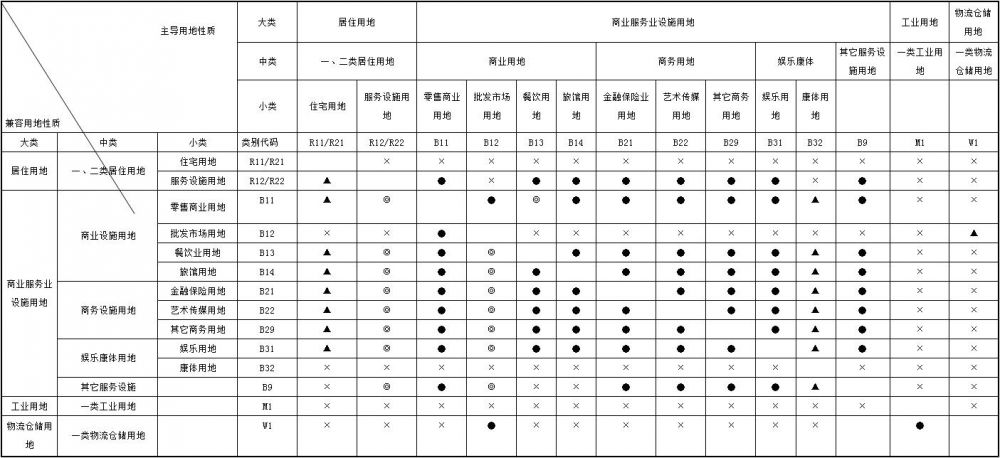 主导用地性质 大类 居住用地 商业服务业设施用地 工业用地 物流仓储用地
中类 一、二类居住用地 商业用地 商务用地 娱乐康体 其它服务设施用地 一类工业用地 一类物流仓储用地
兼容用地性质 小类 住宅用地 服务设施用地 零售商业用地 批发市场用地 餐饮用地 旅馆用地 金融保险业用地 艺术传媒用地 其它商务用地 娱乐用地 康体用地
大类 中类 小类 类别代码 R11/R21 R12/R22 B11 B12 B13 B14 B21 B22 B29 B31 B32 B9 M1 W1
居住用地 一、二类居住用地 住宅用地 R11/R21 × × × × × × × × × × × × ×
服务设施用地 R12/R22 ▲ ● × ● ● ● ● ● ● × ● × ×
商业服务业设施用地 商业设施用地 零售商业用地 B11 ▲ ◎ ● ◎ ● ● ● ● ● ▲ ● × ×
批发市场用地 B12 × × ● × × × × × × × × × ▲
餐饮业用地 B13 ▲ ◎ ● ◎ ● ● ● ● ● ▲ ● × ×
旅馆用地 B14 ▲ ◎ ● ◎ ● ● ● ● ● ▲ ● × ×
商务设施用地 金融保险用地 B21 ▲ ◎ ● ◎ ● ● ● ● ● ▲ ● × ×
艺术传媒用地 B22 ▲ ◎ ● ◎ ● ● ● ● ● ▲ ● × ×
其它商务用地 B29 ▲ ◎ ● ◎ ● ● ● ● ● ▲ ● × ×
娱乐康体用地 娱乐用地 B31 ▲ ◎ ● ◎ ● ● ● ● ● ▲ ● × ×
康体用地 B32 × × × × × × × × × × × × ×
其它服务设施 B9 × ◎ ● ◎ × × ● ● ● ● ▲ × ×
工业用地 一类工业用地 M1 × × × × × × × × × × × × ×
物流仓储用地 一类物流仓储用地 W1 × × × ● × × × × × × × ●